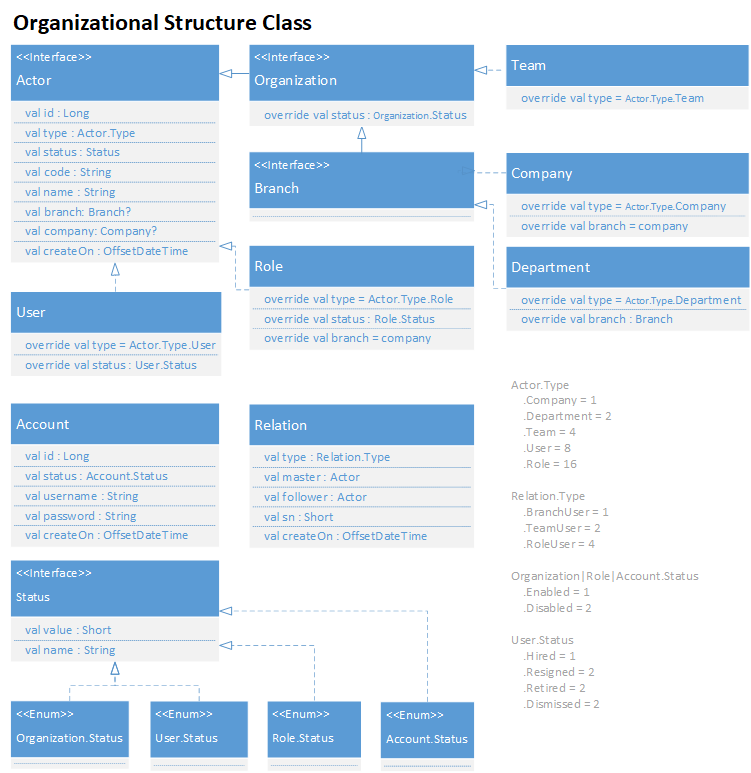 Organizational Structure Class
<<Interface>>
Actor
val id : Long
val type : Actor.Type
val status : Status
val code : String
val name : String
val branch: Branch?
val company: Company?
val createOn : OffsetDateTime
<<Interface>>
Organization
override val status : Organization.Status
Team
override val type = Actor.Type.Team
<<Interface>>
Branch
Company
override val type = Actor.Type.Company
override val branch = company
Role
override val type = Actor.Type.Role
override val status : Role.Status
override val branch = company
Department
override val type = Actor.Type.Department
override val branch : Branch
User
override val type = Actor.Type.User
override val status : User.Status
Account
val id : Long
val status : Account.Status
val username : String
val password : String
val createOn : OffsetDateTime
Relation
val type : Relation.Type
val master : Actor
val follower : Actor
val sn : Short
val createOn : OffsetDateTime
Actor.Type
.Company = 1
.Department = 2
.Team = 4
.User = 8
.Role = 16
Relation.Type
.BranchUser = 1
.TeamUser = 2
.RoleUser = 4
Organization|Role|Account.Status
.Enabled = 1
.Disabled = 2
User.Status
.Hired = 1
.Resigned = 2
.Retired = 2
.Dismissed = 2
<<Interface>>
Status
val value : Short
val name : String
<<Enum>>
Organization.Status
<<Enum>>
User.Status
<<Enum>>
Role.Status
<<Enum>>
Account.Status